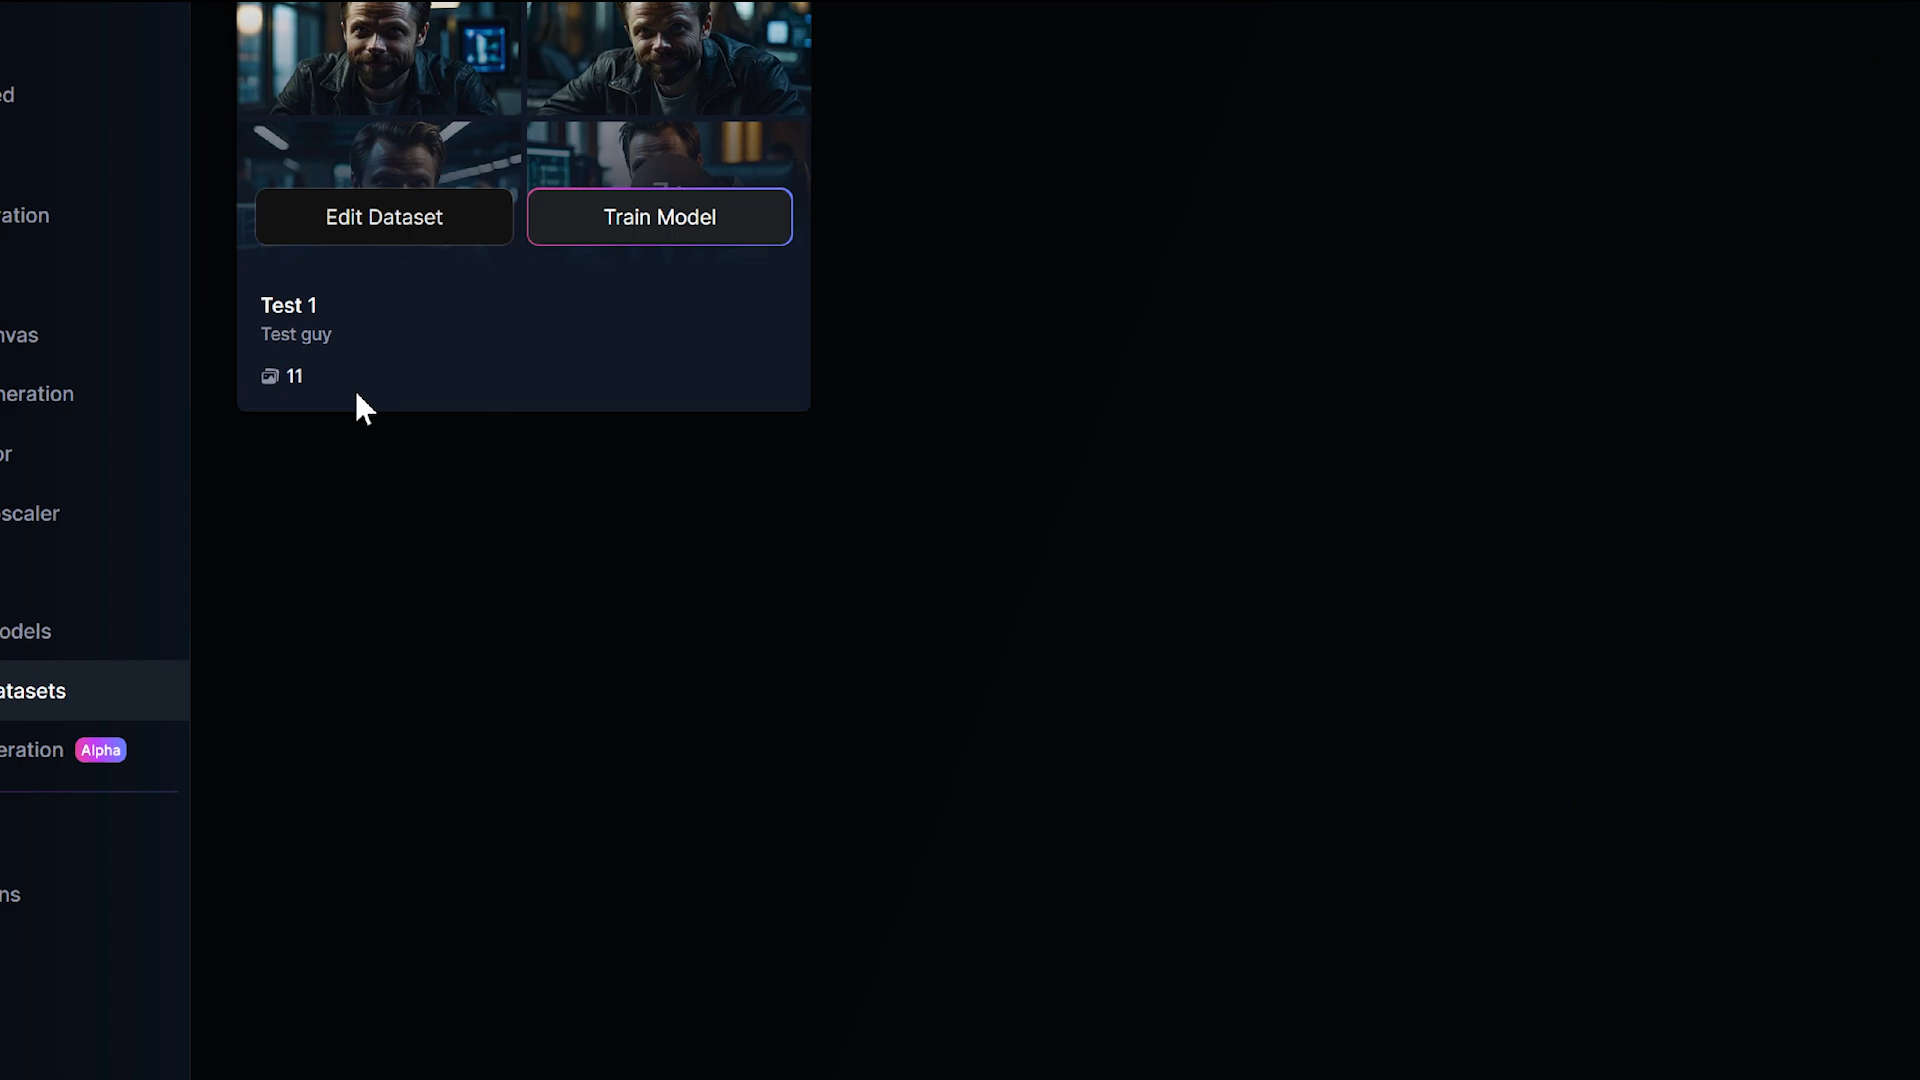 ed
ration
nvas
neration
or
scaler
odels
atasets
eration Alpha
ns
Edit Dataset
Train Model
Test 1
Test guy
11